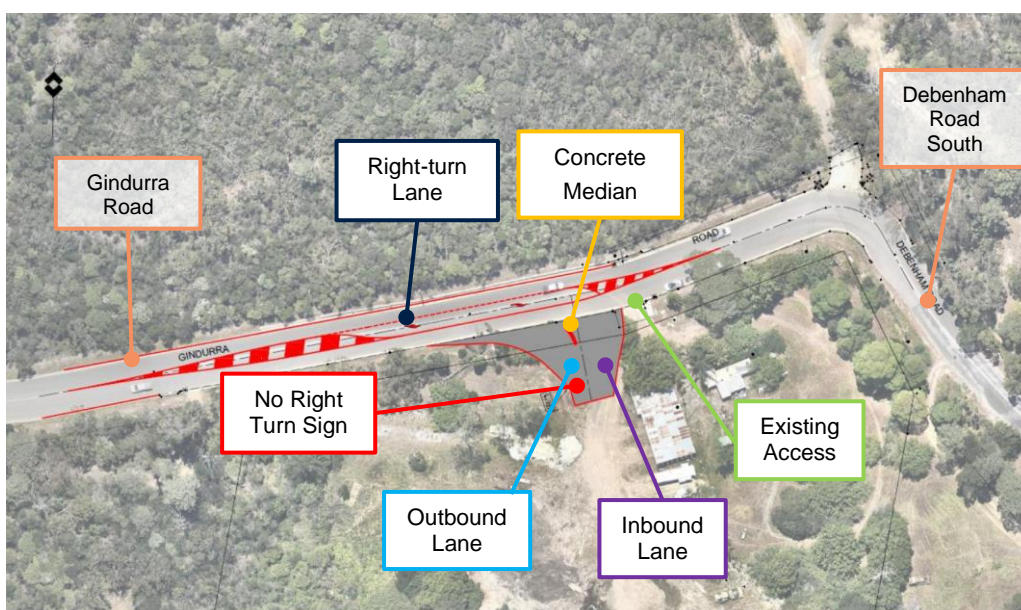 Debenham
Road
South
Concrete
Median
Right-turn
Lane
Gindurra
Road
ROAD
DEBENHAM ROAD
GINDURRA
No Right
Turn Sign
Existing
Access
Outbound
Lane
Inbound
Lane